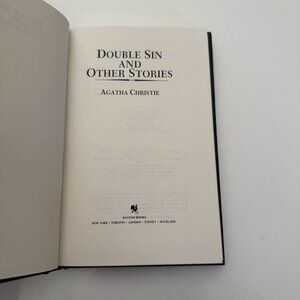 DOUBLE SIN
AND
OTHER STORIES
AGATHA CHRISTIE
BANTAM BOOKS
NEW YORK • TORONTO • LONDON • SYDNEY • AUCKLAND